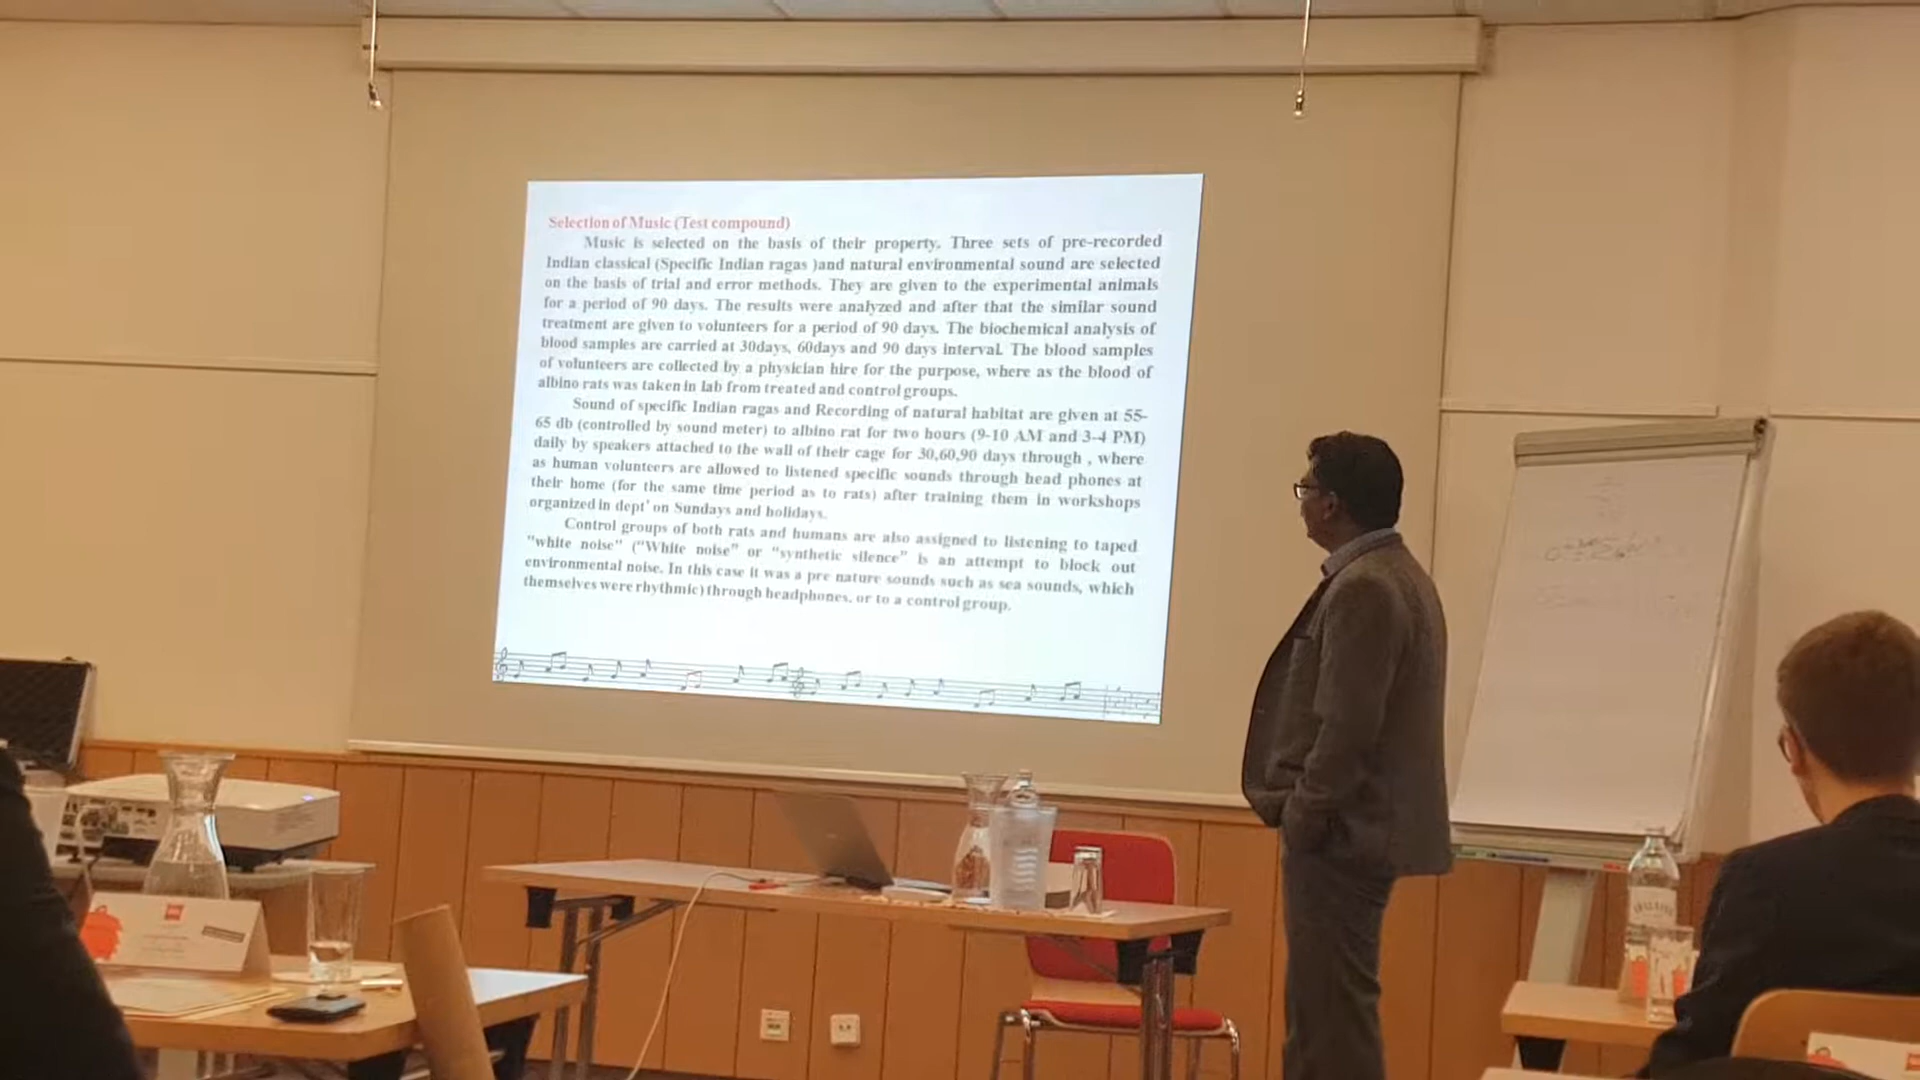 Selection of Music (Test compound)
Music is selected on the basis of their property. Three sets of pre-recorded
Indian classical (Specific Indian ragas )and natural environmental sound are selected
on the basis of trial and error methods. They are given to the experimental animals
for a period of 90 days. The results were analyzed and after that the similar sound
treatment are given to volunteers for a period of 90 days. The biochemical analysis of
blood samples are carried at 30days, 60days and 90 days interval. The blood samples
of volunteers are collected by a physician hire for the purpose, where as the blood of
albino rats was taken in lab from treated and control groups.
Sound of specific Indian ragas and Recording of natural habitat are given at 55-
65 db (controlled by sound meter) to albino rat for two hours (9-10 AM and 3-4 PM)
daily by speakers attached to the wall of their cage for 30,60,90 days through , where
as human volunteers are allowed to listened specific sounds through head phones at
their home (for the same time period as to rats) after training them in workshops
organized in dept' on Sundays and holidays.
Control groups of both rats and humans are also assigned to listening to taped
"white noise" ("White noise" or "synthetic silence" is an attempt to block out
environmental noise. In this case it was a pre nature sounds such as sea sounds, which
themselves were rhythmic) through headphones. or to a control group.